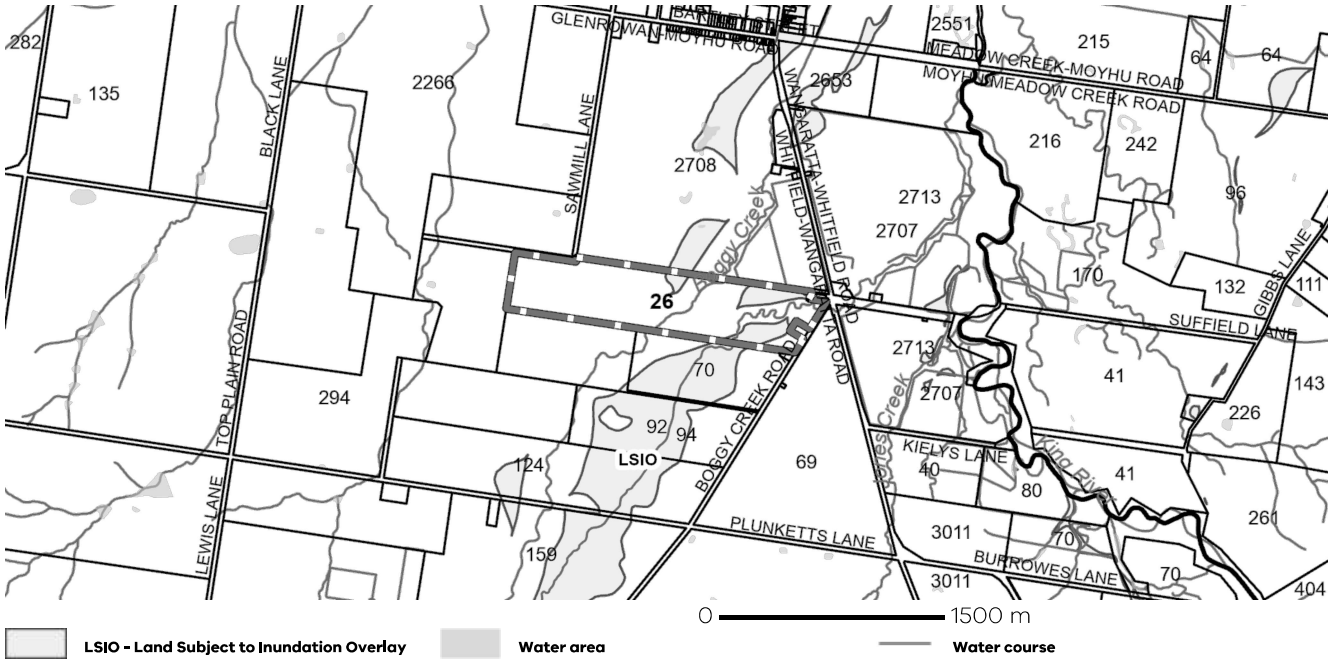 BARTLEY STREET
GLENROWAN-MOYHU ROAD
2551
215
MEADOW CREEK-MOYHU ROAD
64
64
282
135
BLACK LANE
2266
SAWMILL LANE
2653
MOYHU-MEADOW CREEK ROAD
WANGARATTA-WHITFIELD ROAD
WHITFIELD-WANGARATTA ROAD
2708
216
242
96
2713
2707
Boggy Creek
26
170
132
GIBBS LANE
111
SUFFIELD LANE
TOP PLAIN ROAD
294
70
BOGGY CREEK ROAD
2713
2707
Jones Creek
41
143
226
92
94
LSIO
124
69
KIELYS LANE
40
King River
80
41
261
LEWIS LANE
PLUNKETTS LANE
159
3011
70
BURROWES LANE
3011
70
404
0 1500 m
LSIO - Land Subject to Inundation Overlay
Water area
Water course